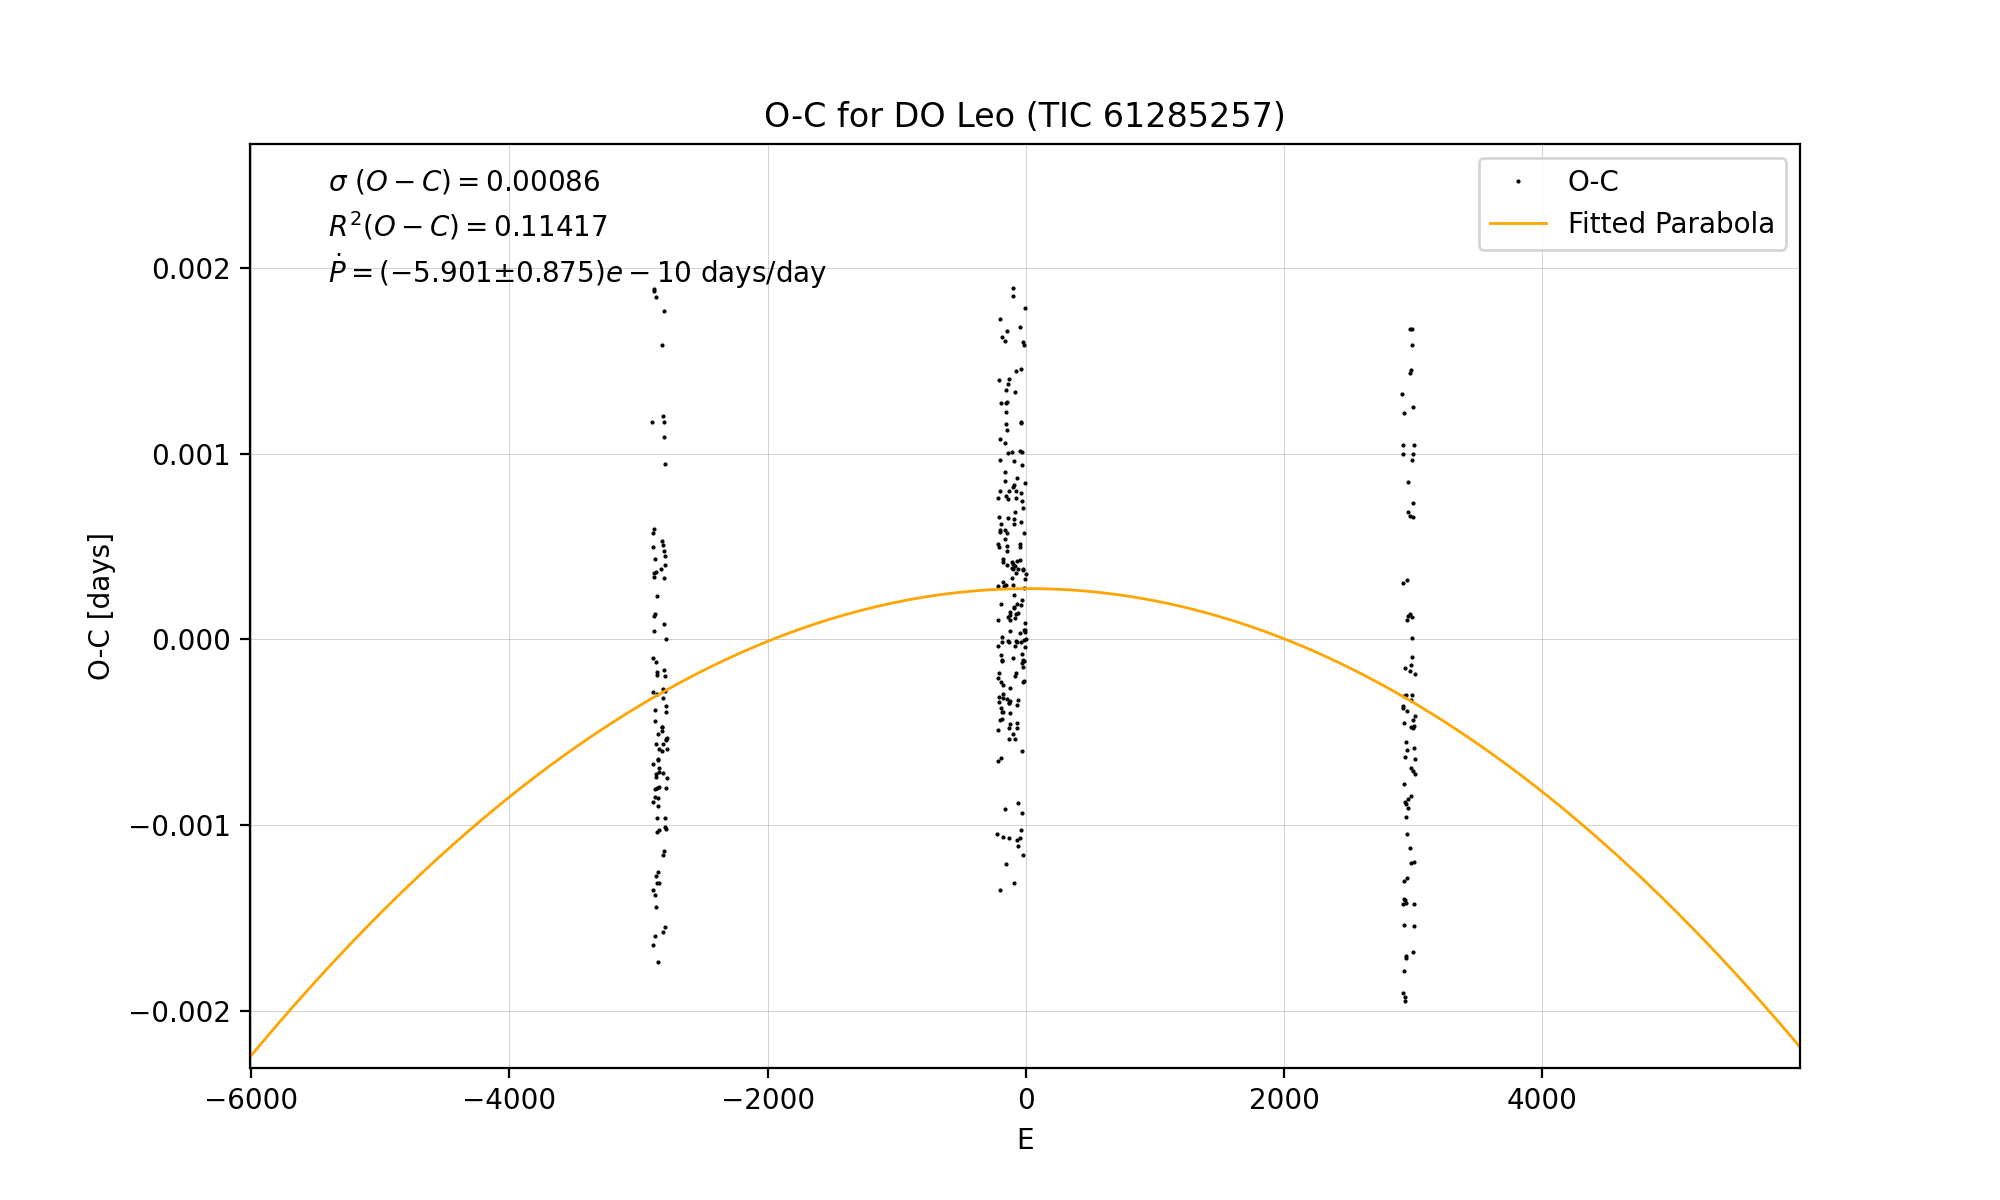 O-C for DO Leo (TIC 61285257)
σ (O − C) = 0.00086
R²(O − C) = 0.11417
Ṗ = (−5.901±0.875)e − 10 days/day
O-C
Fitted Parabola
0.002
0.001
0.000
−0.001
−0.002
O-C [days]
−6000 −4000 −2000 0 2000 4000
E